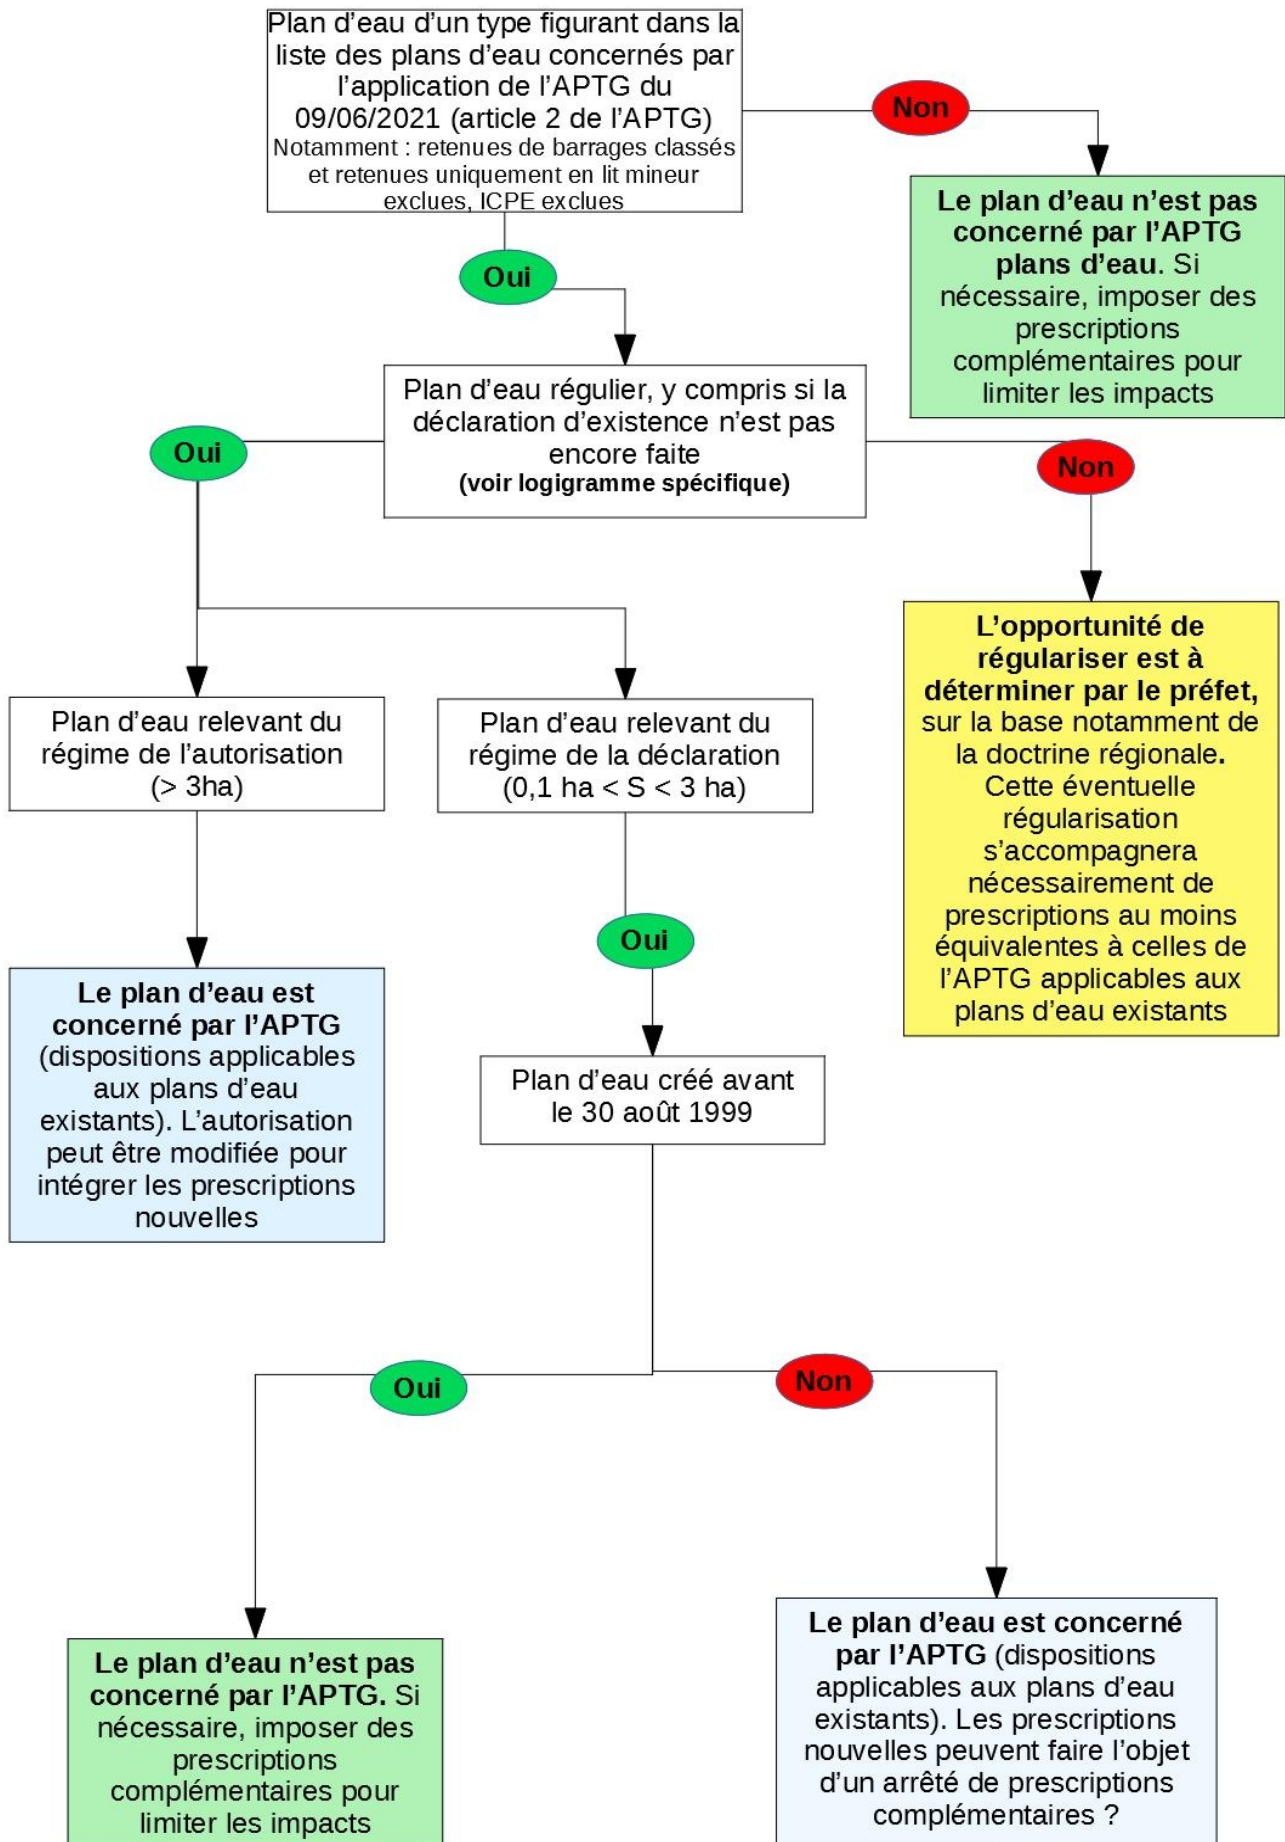 Plan d’eau d’un type figurant dans la
liste des plans d’eau concernés par
l’application de l’APTG du
09/06/2021 (article 2 de l’APTG)
Notamment : retenues de barrages classés
et retenues uniquement en lit mineur
exclues, ICPE exclues
Non
Le plan d’eau n’est pas
concerné par l’APTG
plans d’eau. Si
nécessaire, imposer des
prescriptions
complémentaires pour
limiter les impacts
Oui
Plan d’eau régulier, y compris si la
déclaration d’existence n’est pas
encore faite
(voir logigramme spécifique)
Oui
Non
L’opportunité de
régulariser est à
déterminer par le préfet,
sur la base notamment de
la doctrine régionale.
Cette éventuelle
régularisation
s’accompagnera
nécessairement de
prescriptions au moins
équivalentes à celles de
l’APTG applicables aux
plans d’eau existants
Plan d’eau relevant du
régime de l’autorisation
(> 3ha)
Plan d’eau relevant du
régime de la déclaration
(0,1 ha < S < 3 ha)
Oui
Le plan d’eau est
concerné par l’APTG
(dispositions applicables
aux plans d’eau
existants). L’autorisation
peut être modifiée pour
intégrer les prescriptions
nouvelles
Plan d’eau créé avant
le 30 août 1999
Oui
Non
Le plan d’eau n’est pas
concerné par l’APTG. Si
nécessaire, imposer des
prescriptions
complémentaires pour
limiter les impacts
Le plan d’eau est concerné
par l’APTG (dispositions
applicables aux plans d’eau
existants). Les prescriptions
nouvelles peuvent faire l’objet
d’un arrêté de prescriptions
complémentaires ?